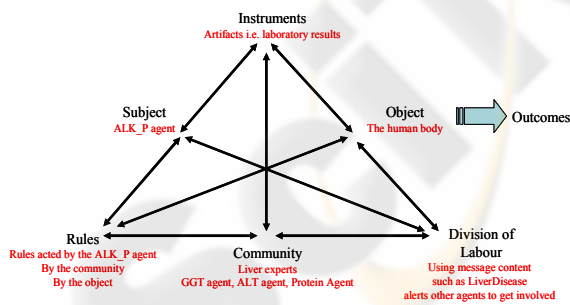 Instruments
Artifacts i.e. laboratory results
Subject
ALK_P agent
Object
The human body
Outcomes
Rules
Rules acted by the ALK_P agent
By the community
By the object
Community
Liver experts
GGT agent, ALT agent, Protein Agent
Division of
Labour
Using message content
such as LiverDisease
alerts other agents to get involved